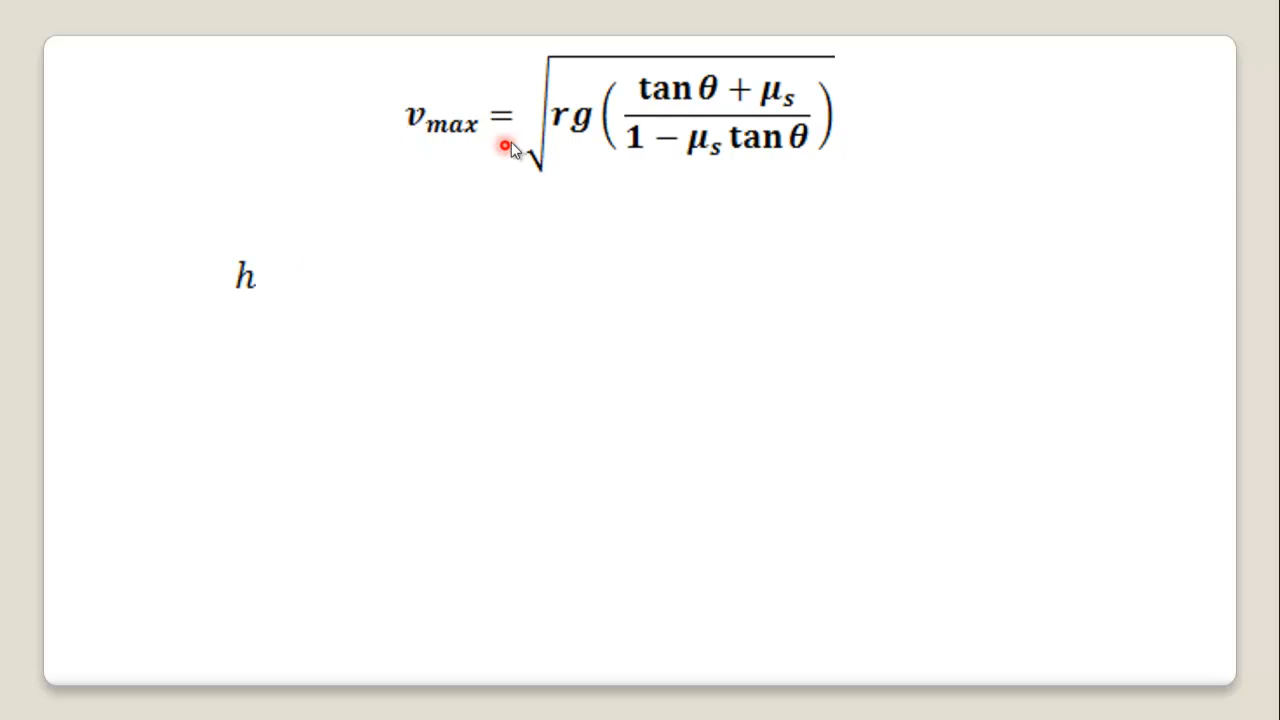 v_max = √(rg((tan θ + μ_s)/(1 − μ_s tan θ)))
h